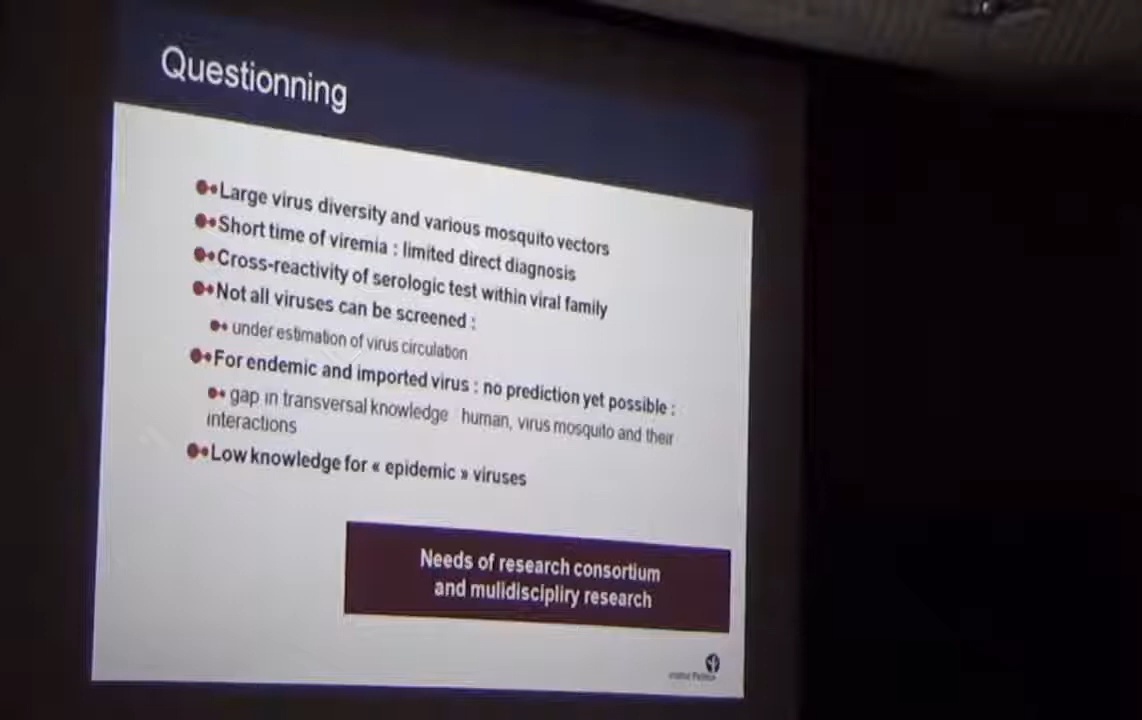 Questionning
Large virus diversity and various mosquito vectors
Short time of viremia : limited direct diagnosis
Cross-reactivity of serologic test within viral family
Not all viruses can be screened :
under estimation of virus circulation
For endemic and imported virus : no prediction yet possible :
gap in transversal knowledge human, virus mosquito and their
interactions
Low knowledge for « epidemic » viruses
Needs of research consortium
and mulidiscipliry research
Institut Pasteur